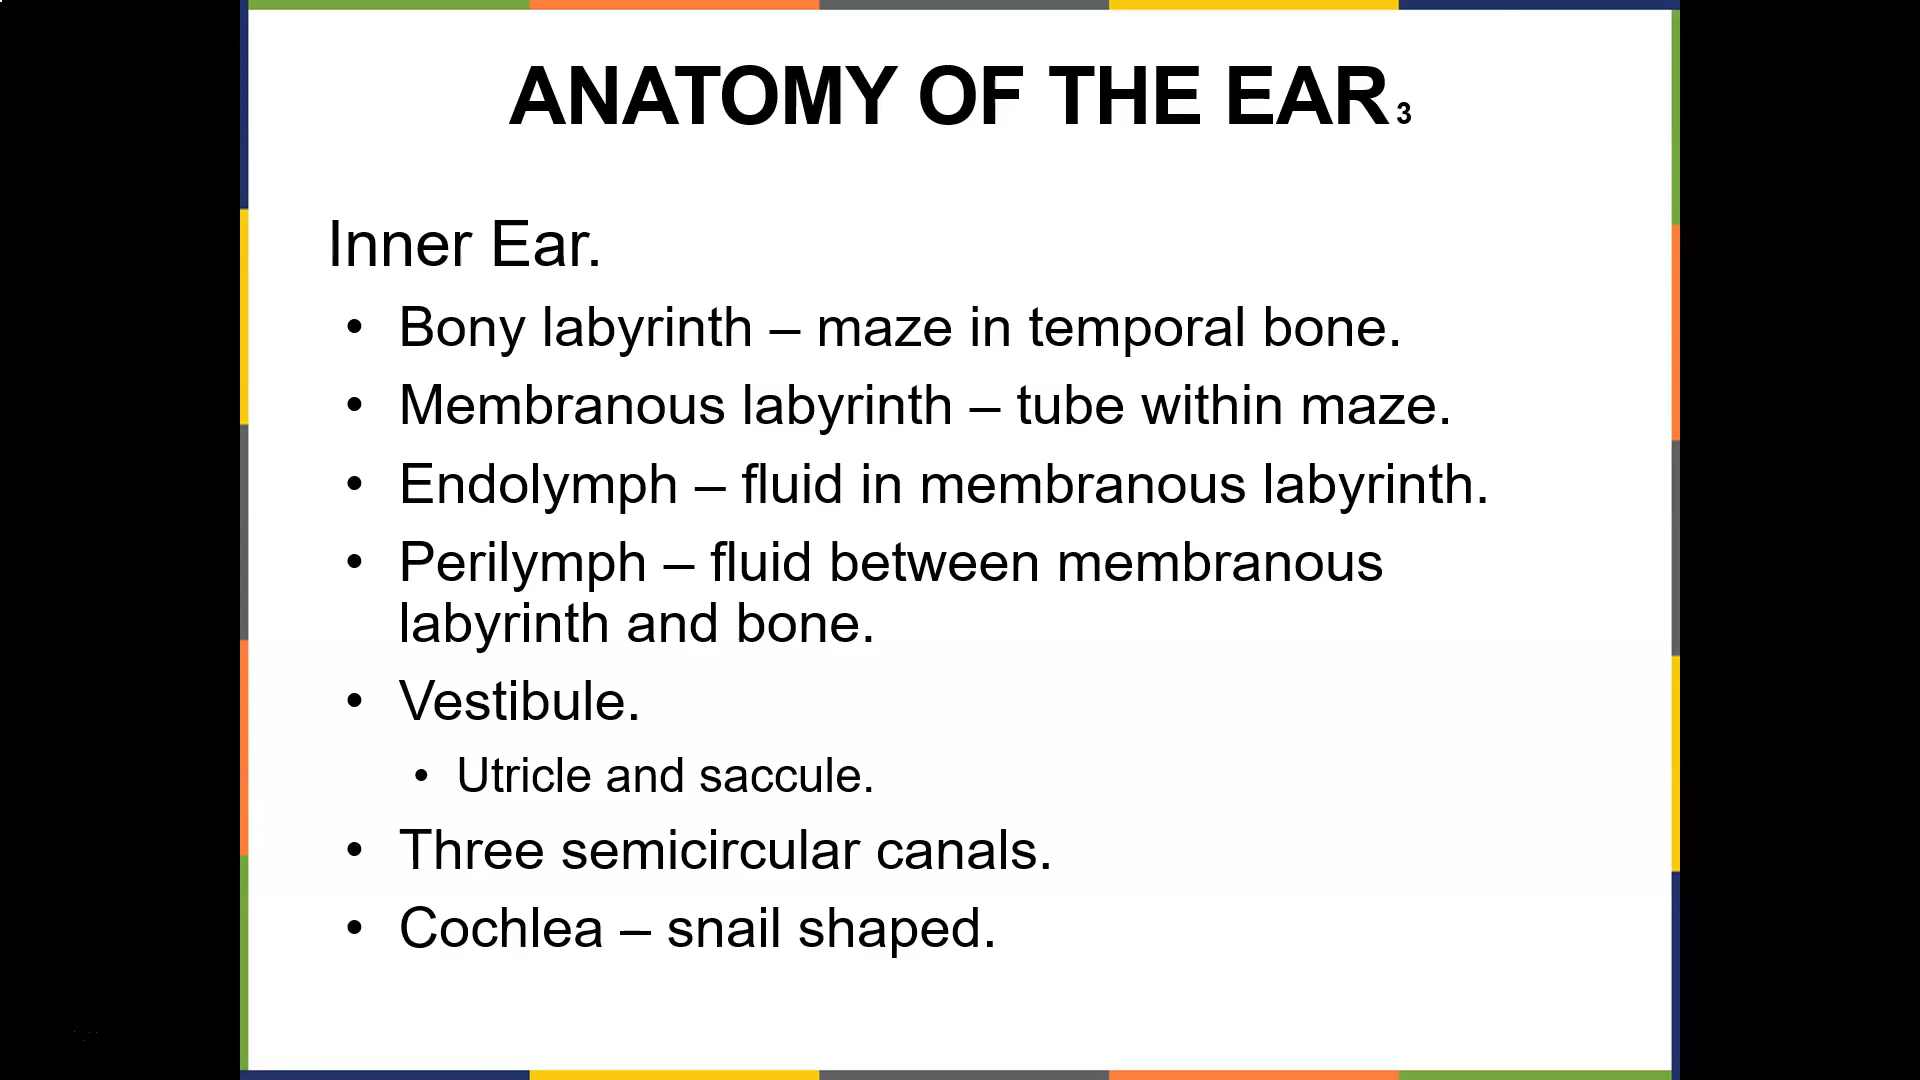 ANATOMY OF THE EAR 3
Inner Ear.
• Bony labyrinth – maze in temporal bone.
• Membranous labyrinth – tube within maze.
• Endolymph – fluid in membranous labyrinth.
• Perilymph – fluid between membranous
labyrinth and bone.
• Vestibule.
• Utricle and saccule.
• Three semicircular canals.
• Cochlea – snail shaped.